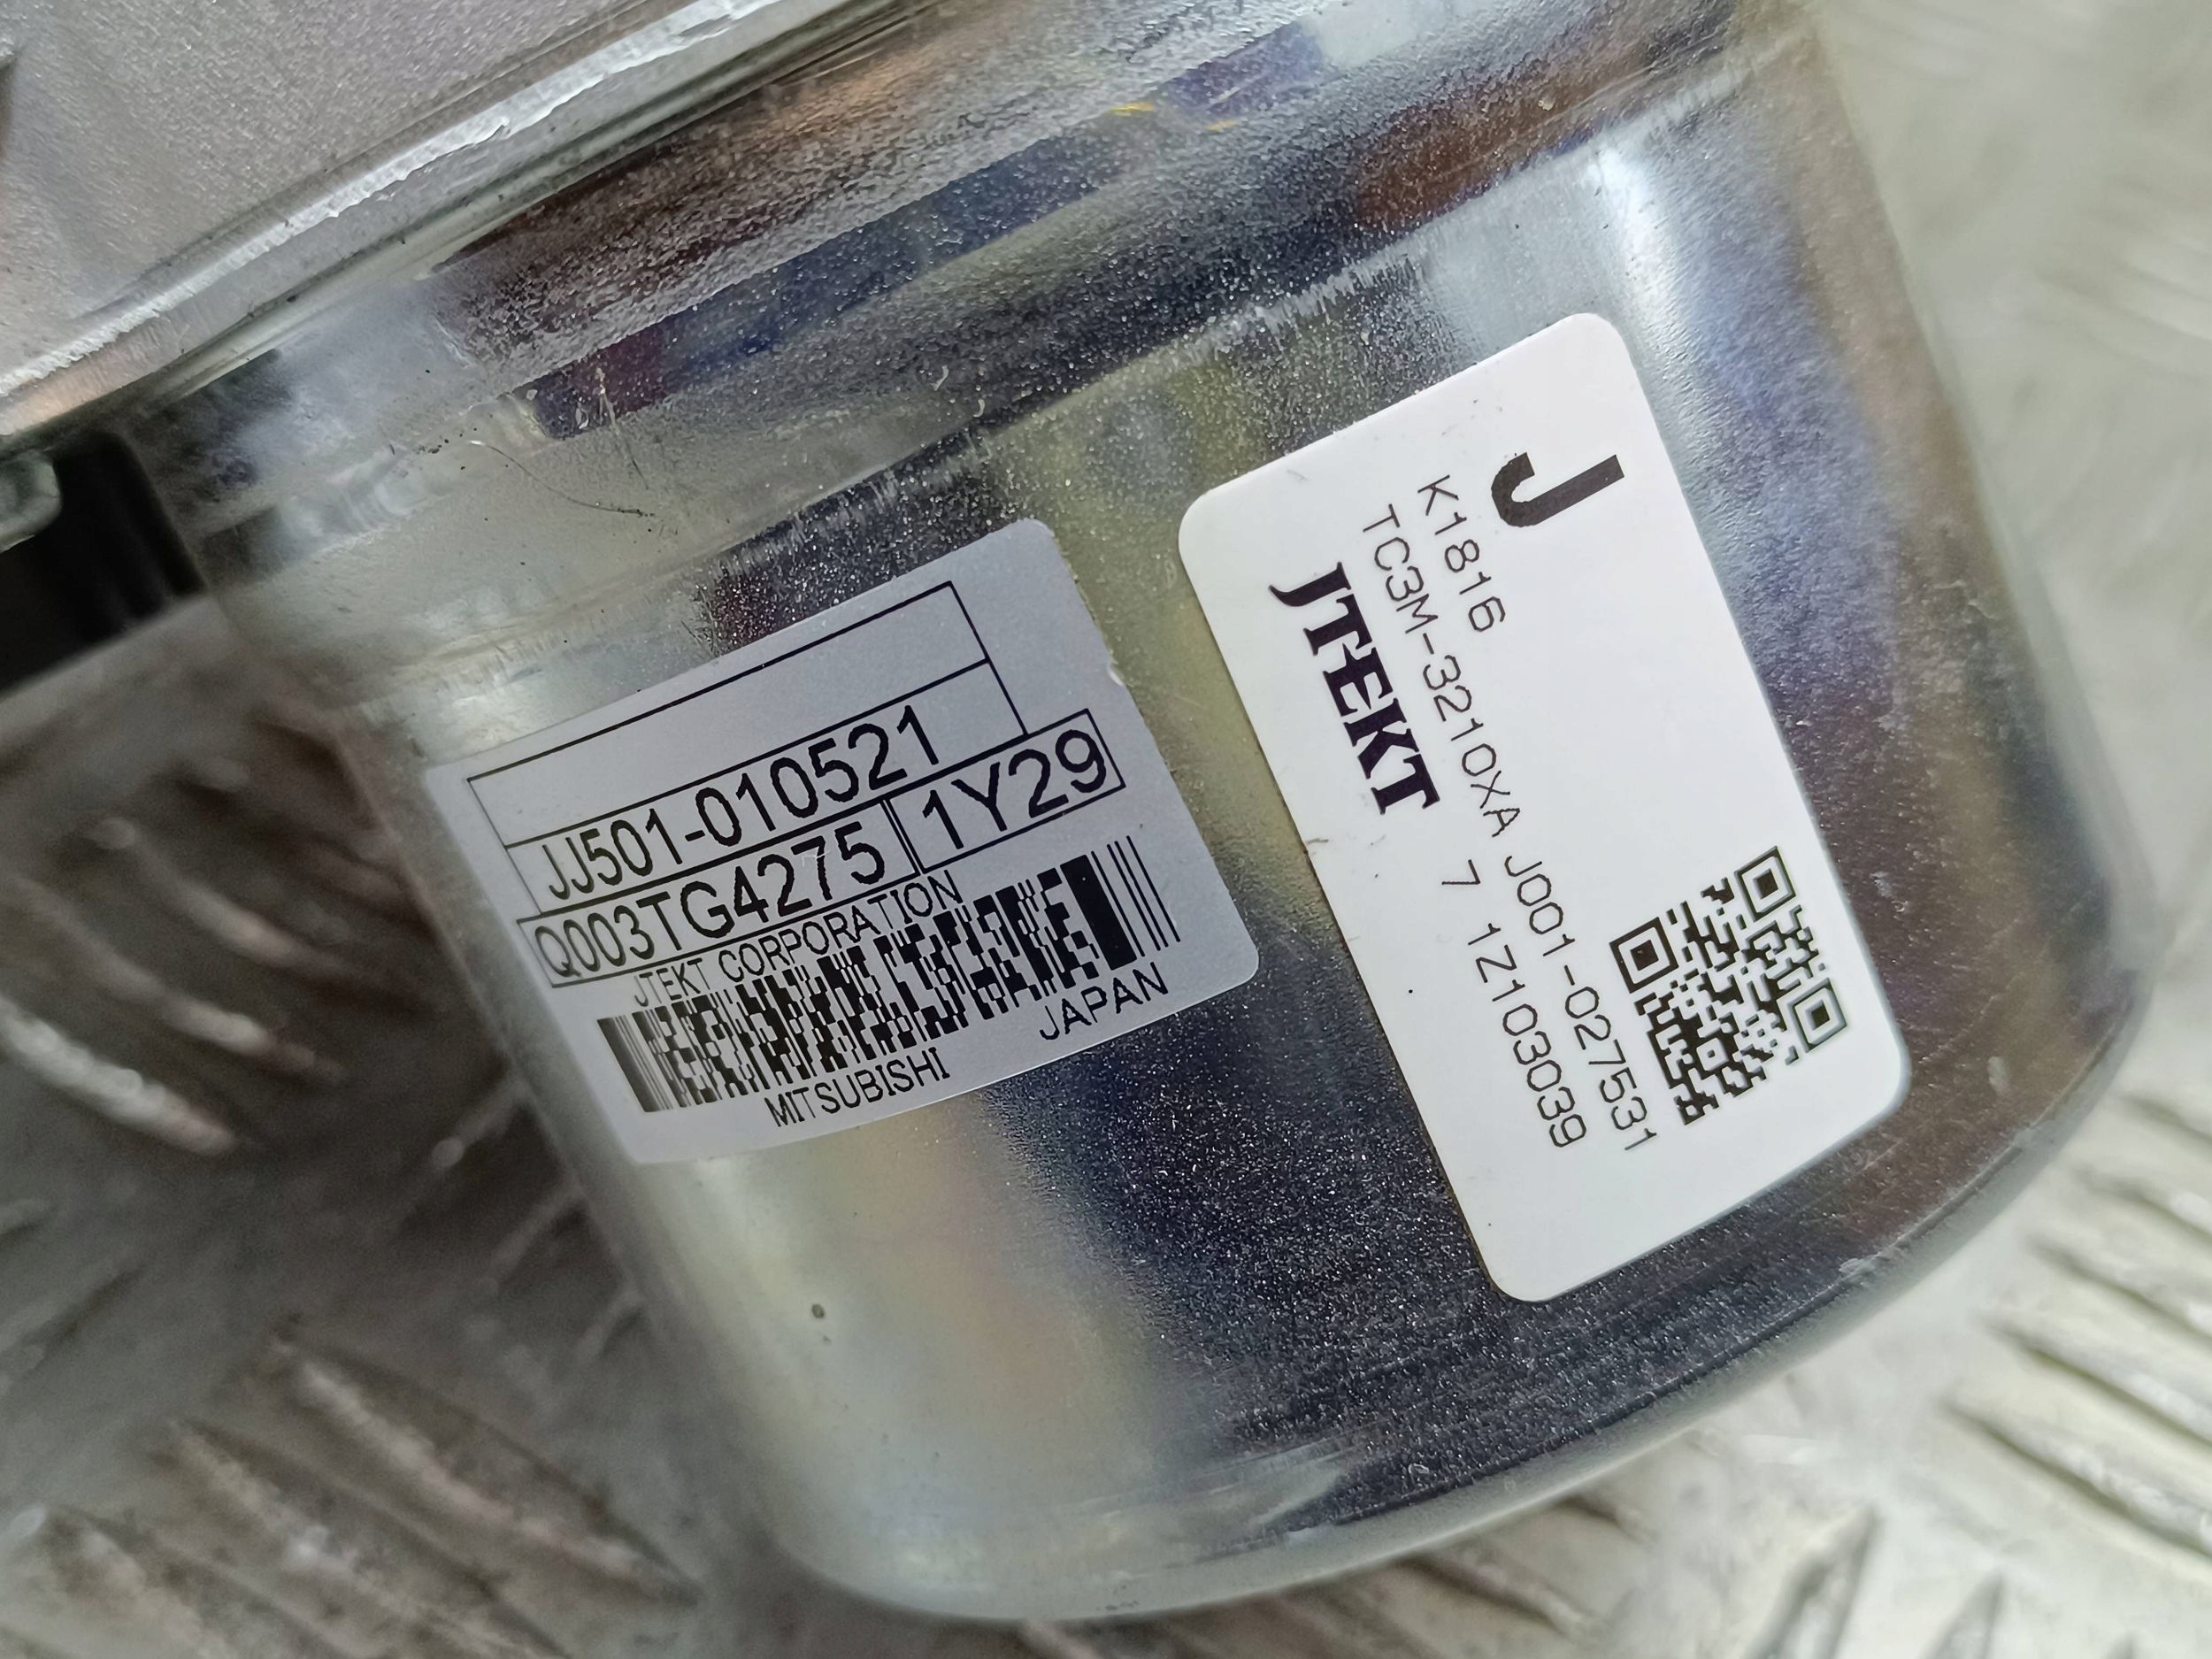 JJ501-010521
Q003TG4275 1Y29
JTEKT CORPORATION
MITSUBISHI JAPAN
J
K1816
TC3M-3210XA J001-027531
JTEKT 7 1Z103039